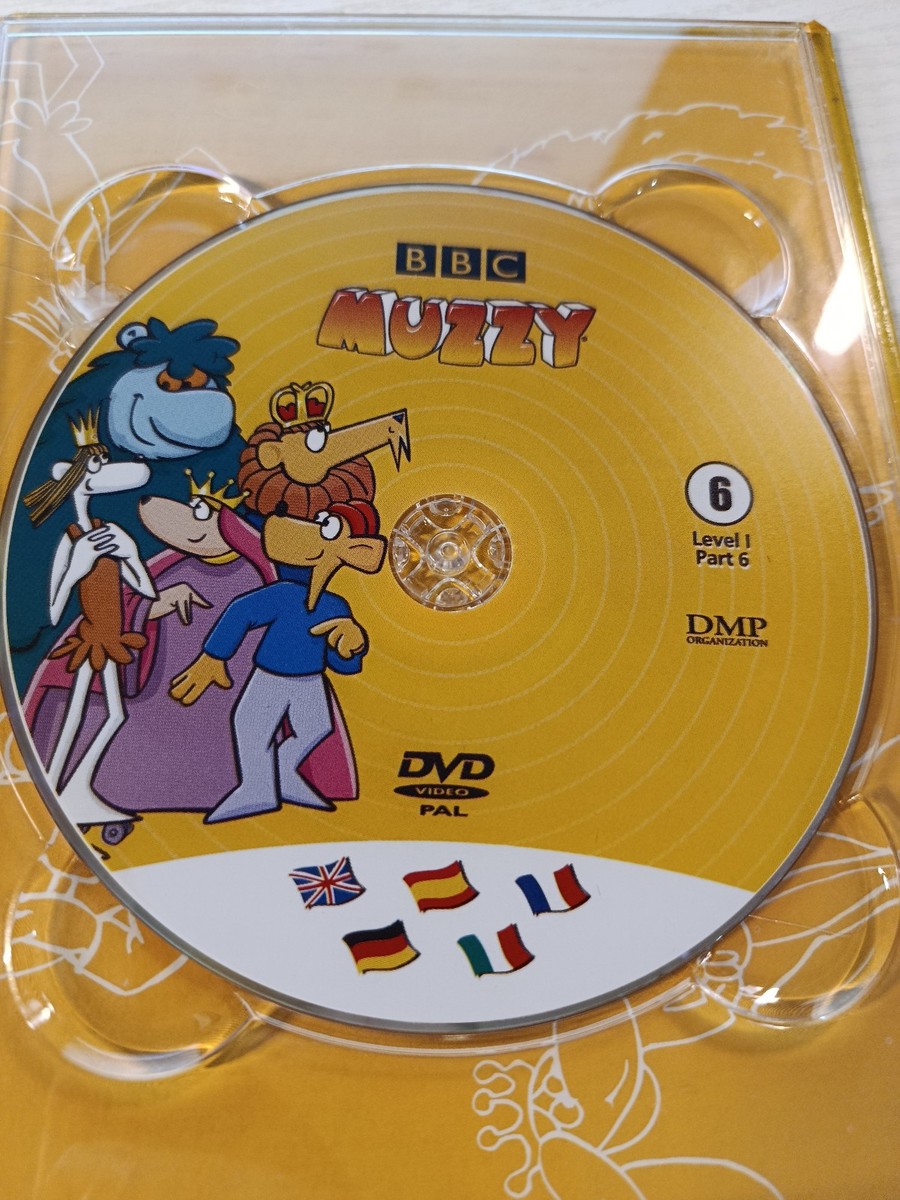 BBC
MUZZY
6
Level I
Part 6
DMP
ORGANIZATION
DVD
VIDEO
PAL